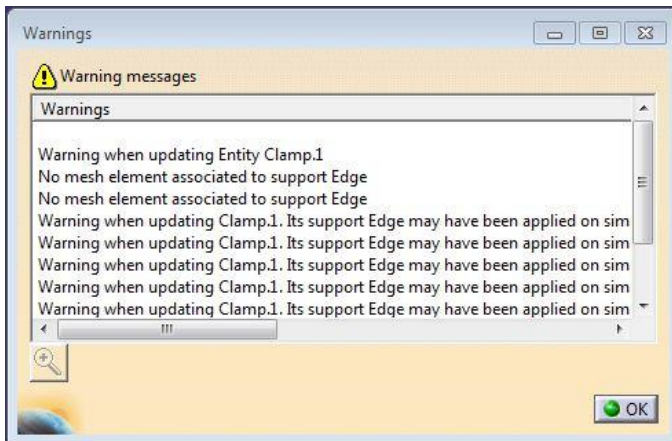 Warnings
Warning messages
Warnings
Warning when updating Entity Clamp.1
No mesh element associated to support Edge
No mesh element associated to support Edge
Warning when updating Clamp.1. Its support Edge may have been applied on sim
Warning when updating Clamp.1. Its support Edge may have been applied on sim
Warning when updating Clamp.1. Its support Edge may have been applied on sim
Warning when updating Clamp.1. Its support Edge may have been applied on sim
Warning when updating Clamp.1. Its support Edge may have been applied on sim
OK